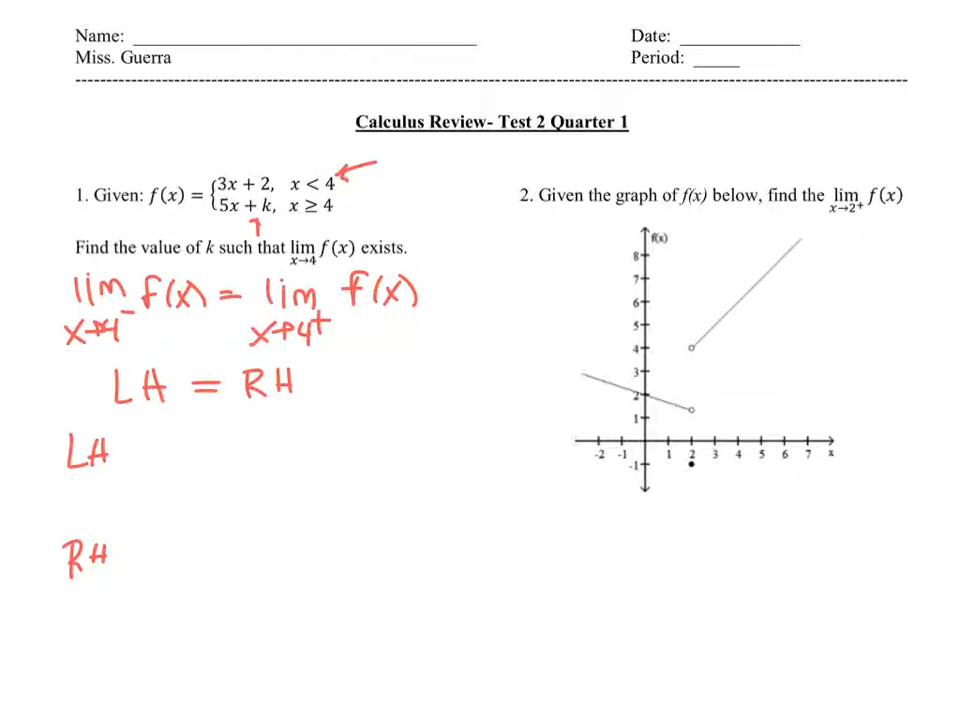 Name: ____________________ Date: __________
Miss. Guerra Period: _____
Calculus Review- Test 2 Quarter 1
1. Given: f(x) = {3x + 2, x < 4
5x + k, x ≥ 4
Find the value of k such that lim x→4 f(x) exists.
lim x→4⁻ f(x) = lim x→4⁺ f(x)
LH = RH
LH
RH
2. Given the graph of f(x) below, find the lim x→2⁺ f(x)
f(x)
8
7
6
5
4
3
2
1
-2 -1 1 2 3 4 5 6 7 x
-1